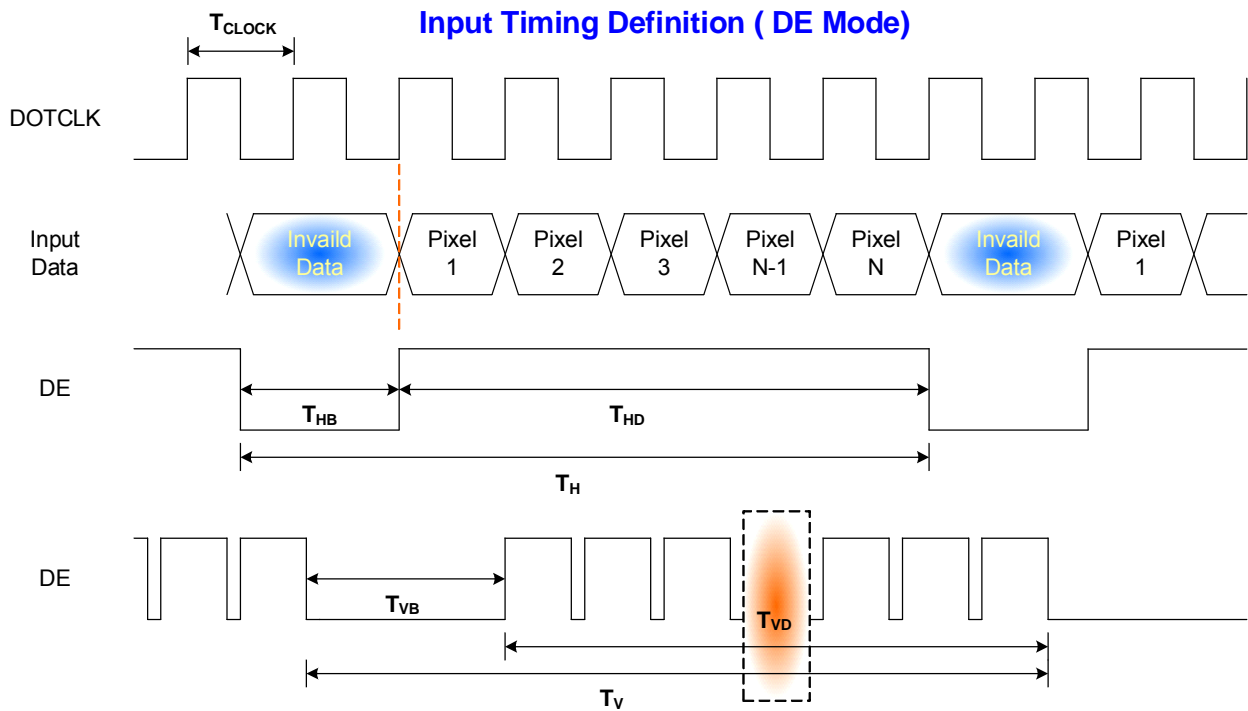 Input Timing Definition ( DE Mode)
TCLOCK
DOTCLK
Input
Data
Invaild
Data
Pixel
1
Pixel
2
Pixel
3
Pixel
N-1
Pixel
N
Invaild
Data
Pixel
1
DE
THB
THD
TH
DE
TVB
TVD
TV